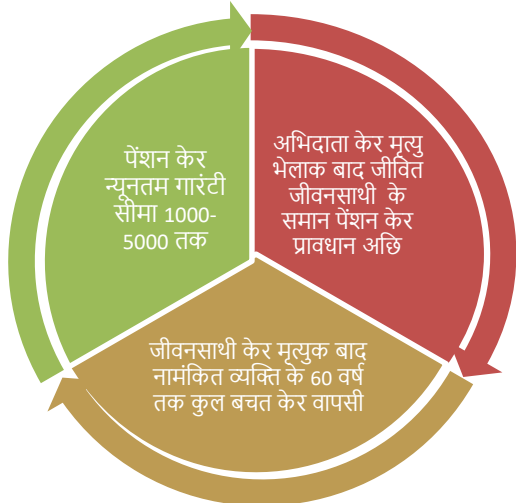 पेंशन केर
न्यूनतम गारंटी
सीमा 1000-
5000 तक
अभिदाता केर मृत्यु
भेलाक बाद जीवित
जीवनसाथी के
समान पेंशन केर
प्रावधान अछि
जीवनसाथी केर मृत्युक बाद
नामंकित व्यक्ति के 60 वर्ष
तक कुल बचत केर वापसी